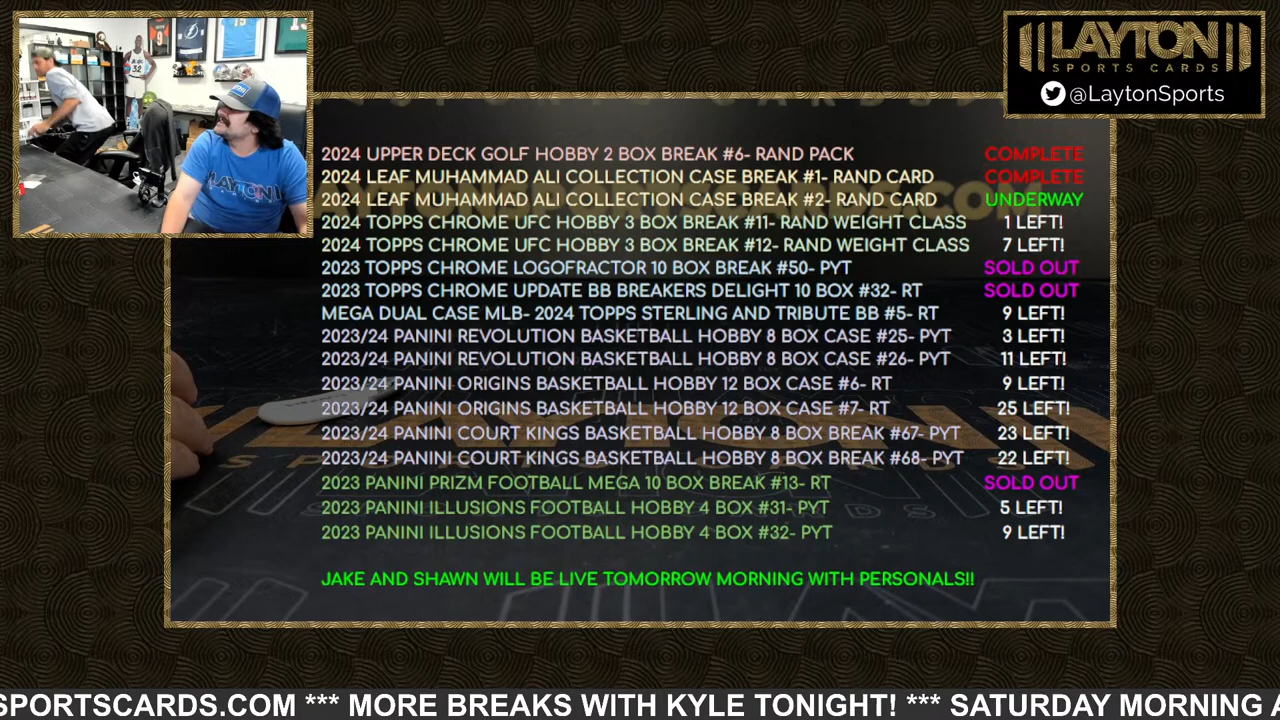 LAYTON
SPORTS CARDS
@LaytonSports
2024 UPPER DECK GOLF HOBBY 2 BOX BREAK #6- RAND PACK COMPLETE
2024 LEAF MUHAMMAD ALI COLLECTION CASE BREAK #1- RAND CARD COMPLETE
2024 LEAF MUHAMMAD ALI COLLECTION CASE BREAK #2- RAND CARD UNDERWAY
2024 TOPPS CHROME UFC HOBBY 3 BOX BREAK #11- RAND WEIGHT CLASS 1 LEFT!
2024 TOPPS CHROME UFC HOBBY 3 BOX BREAK #12- RAND WEIGHT CLASS 7 LEFT!
2023 TOPPS CHROME LOGOFRACTOR 10 BOX BREAK #50- PYT SOLD OUT
2023 TOPPS CHROME UPDATE BB BREAKERS DELIGHT 10 BOX #32- RT SOLD OUT
MEGA DUAL CASE MLB- 2024 TOPPS STERLING AND TRIBUTE BB #5- RT 9 LEFT!
2023/24 PANINI REVOLUTION BASKETBALL HOBBY 8 BOX CASE #25- PYT 3 LEFT!
2023/24 PANINI REVOLUTION BASKETBALL HOBBY 8 BOX CASE #26- PYT 11 LEFT!
2023/24 PANINI ORIGINS BASKETBALL HOBBY 12 BOX CASE #6- RT 9 LEFT!
2023/24 PANINI ORIGINS BASKETBALL HOBBY 12 BOX CASE #7- RT 25 LEFT!
2023/24 PANINI COURT KINGS BASKETBALL HOBBY 8 BOX BREAK #67- PYT 23 LEFT!
2023/24 PANINI COURT KINGS BASKETBALL HOBBY 8 BOX BREAK #68- PYT 22 LEFT!
2023 PANINI PRIZM FOOTBALL MEGA 10 BOX BREAK #13- RT SOLD OUT
2023 PANINI ILLUSIONS FOOTBALL HOBBY 4 BOX #31- PYT 5 LEFT!
2023 PANINI ILLUSIONS FOOTBALL HOBBY 4 BOX #32- PYT 9 LEFT!
JAKE AND SHAWN WILL BE LIVE TOMORROW MORNING WITH PERSONALS!!
SPORTSCARDS.COM *** MORE BREAKS WITH KYLE TONIGHT! *** SATURDAY MORNING A